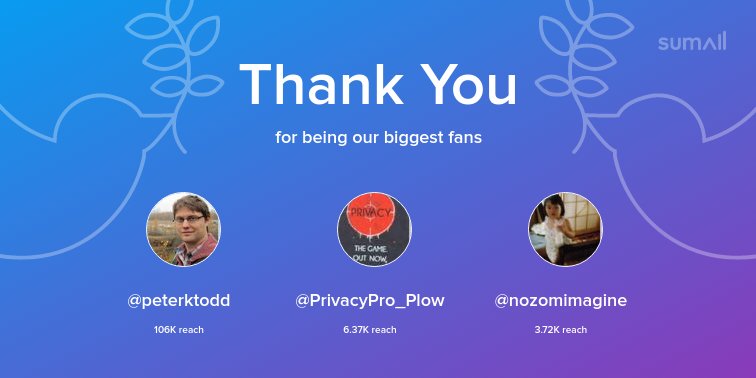 sumall
Thank You
for being our biggest fans
PRIVACY
THE GAME.
OUT NOW.
@peterktodd
@PrivacyPro_Plow
@nozomimagine
106K reach
6.37K reach
3.72K reach